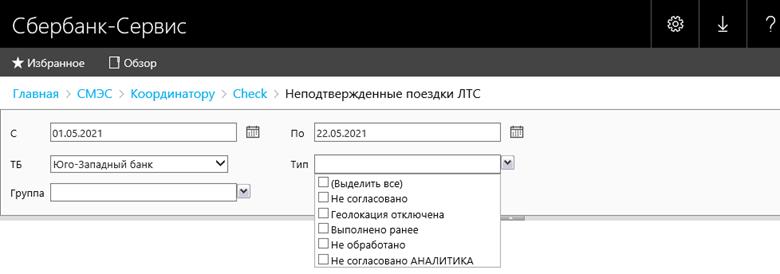 Сбербанк-Сервис
?
Избранное Обзор
Главная > СМЭС > Координатору > Check > Неподтвержденные поездки ЛТС
С 01.05.2021 По 22.05.2021
ТБ Юго-Западный банк Тип
Группа
(Выделить все)
Не согласовано
Геолокация отключена
Выполнено ранее
Не обработано
Не согласовано АНАЛИТИКА